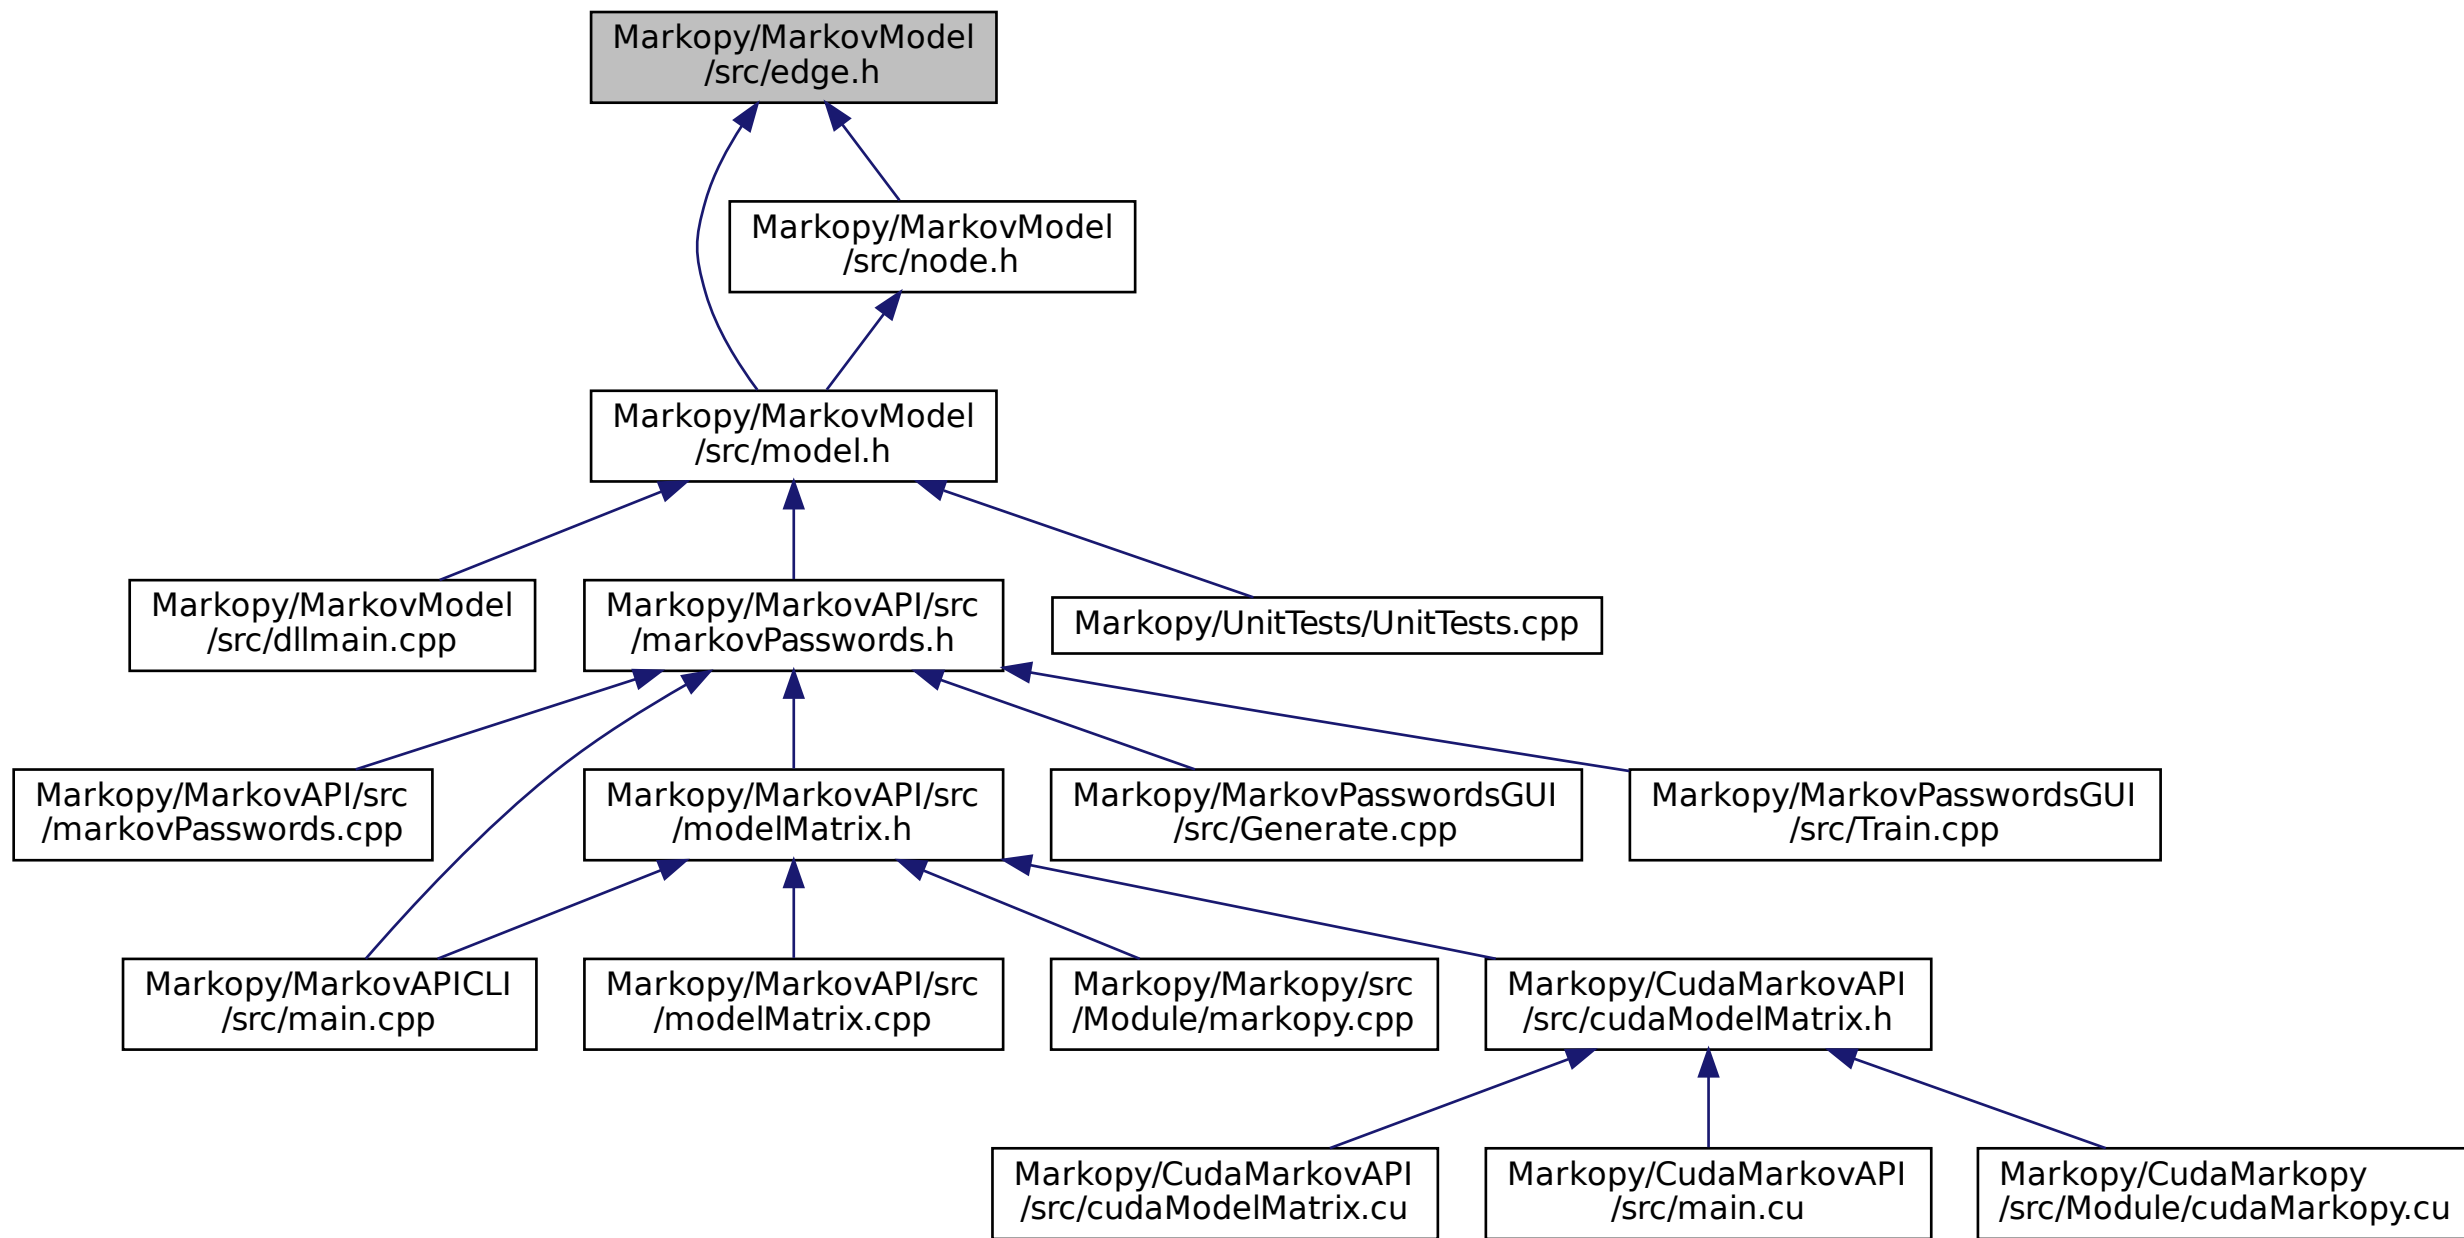 Markopy/MarkovModel
/src/edge.h
Markopy/MarkovModel
/src/node.h
Markopy/MarkovModel
/src/model.h
Markopy/MarkovModel
/src/dllmain.cpp
Markopy/MarkovAPI/src
/markovPasswords.h
Markopy/UnitTests/UnitTests.cpp
Markopy/MarkovAPI/src
/markovPasswords.cpp
Markopy/MarkovAPI/src
/modelMatrix.h
Markopy/MarkovPasswordsGUI
/src/Generate.cpp
Markopy/MarkovPasswordsGUI
/src/Train.cpp
Markopy/MarkovAPICLI
/src/main.cpp
Markopy/MarkovAPI/src
/modelMatrix.cpp
Markopy/Markopy/src
/Module/markopy.cpp
Markopy/CudaMarkovAPI
/src/cudaModelMatrix.h
Markopy/CudaMarkovAPI
/src/cudaModelMatrix.cu
Markopy/CudaMarkovAPI
/src/main.cu
Markopy/CudaMarkopy
/src/Module/cudaMarkopy.cu